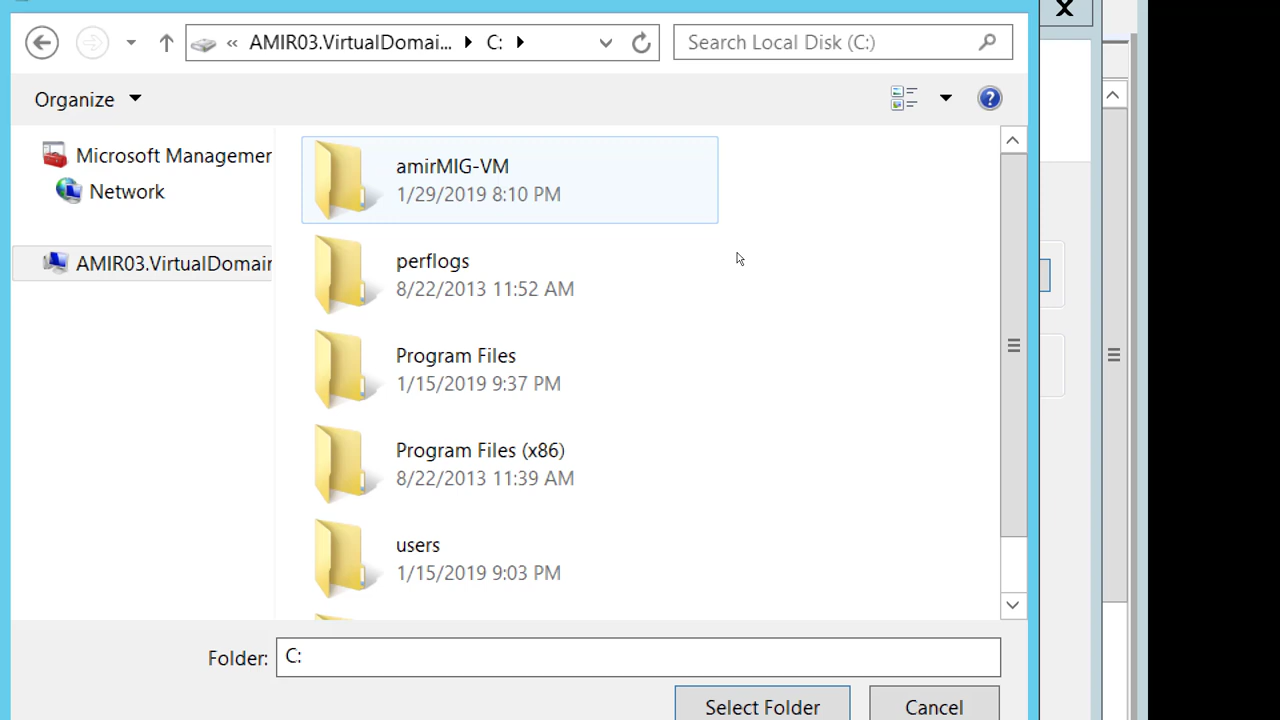 « AMIR03.VirtualDomai... C:
Search Local Disk (C:)
Organize
?
Microsoft Managemer
Network
AMIR03.VirtualDomair
amirMIG-VM
1/29/2019 8:10 PM
perflogs
8/22/2013 11:52 AM
Program Files
1/15/2019 9:37 PM
Program Files (x86)
8/22/2013 11:39 AM
users
1/15/2019 9:03 PM
Folder: C:
Select Folder
Cancel